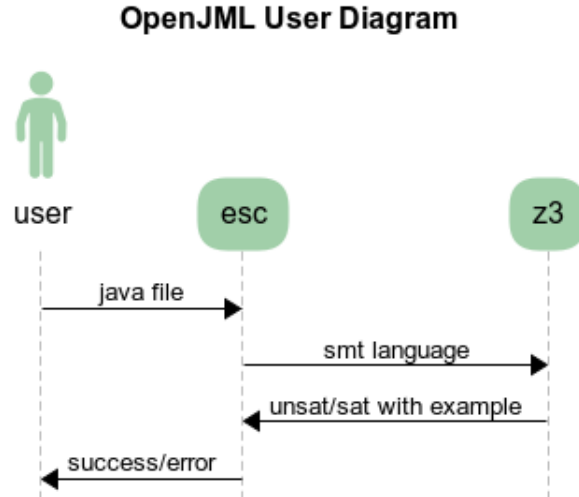 OpenJML User Diagram
user
esc
z3
java file
smt language
unsat/sat with example
success/error